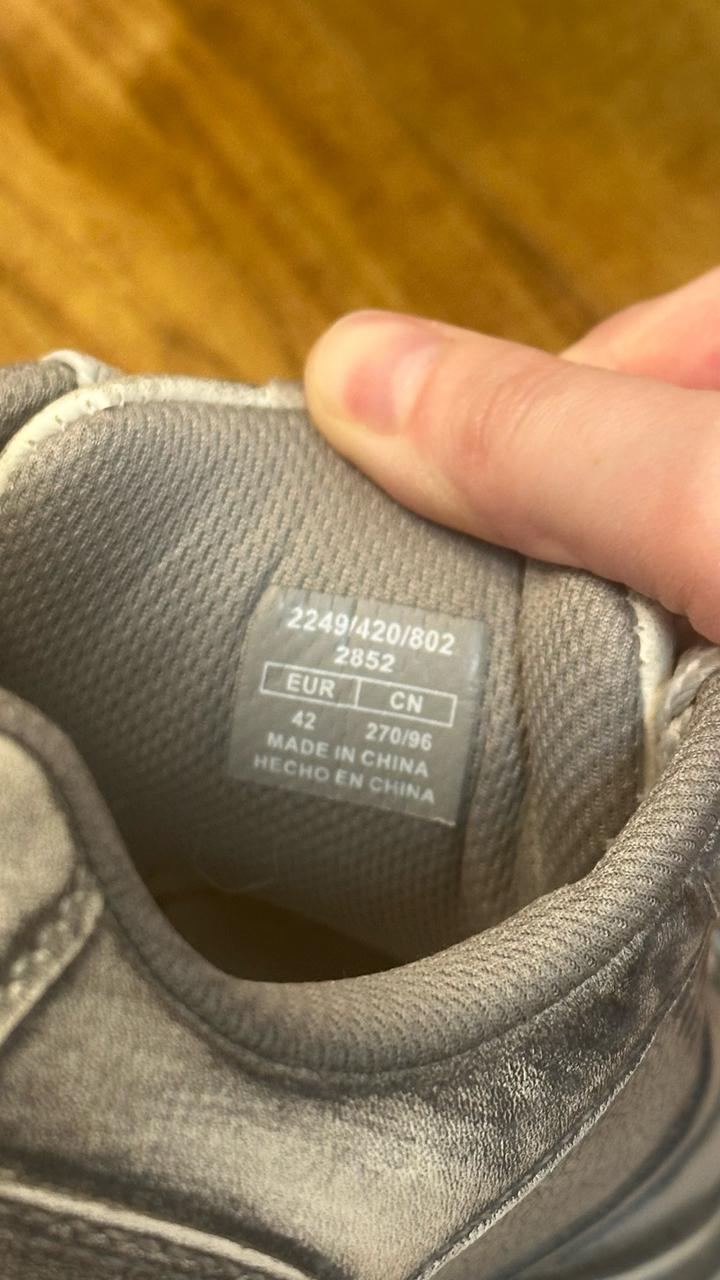 2249/420/802
2852
EUR CN
42 270/96
MADE IN CHINA
HECHO EN CHINA